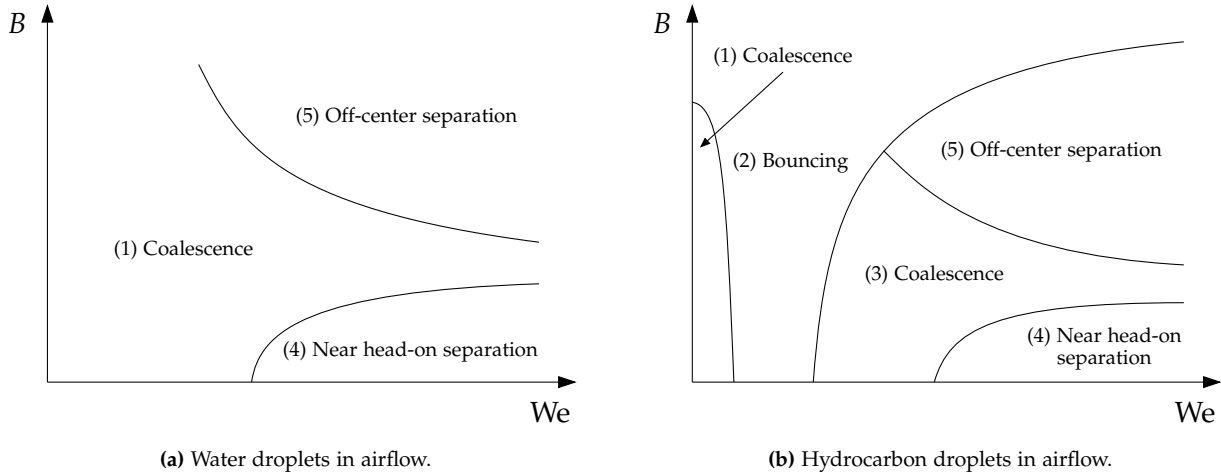 B
(5) Off-center separation
(1) Coalescence
(4) Near head-on separation
We
(a) Water droplets in airflow.
B
(1) Coalescence
(2) Bouncing
(5) Off-center separation
(3) Coalescence
(4) Near head-on
separation
We
(b) Hydrocarbon droplets in airflow.